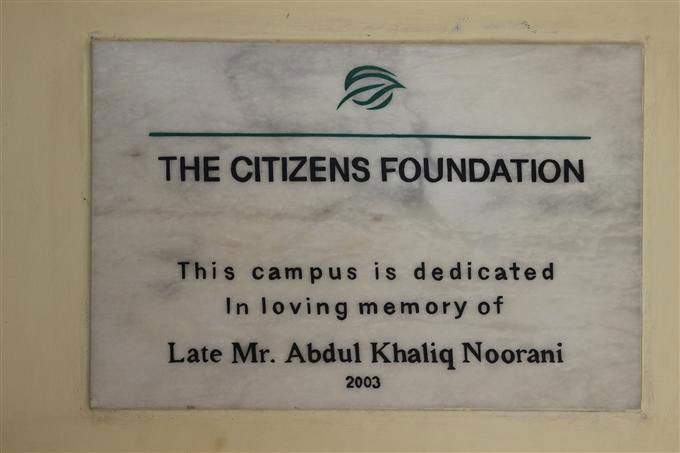 THE CITIZENS FOUNDATION
This campus is dedicated
In loving memory of
Late Mr. Abdul Khaliq Noorani
2003